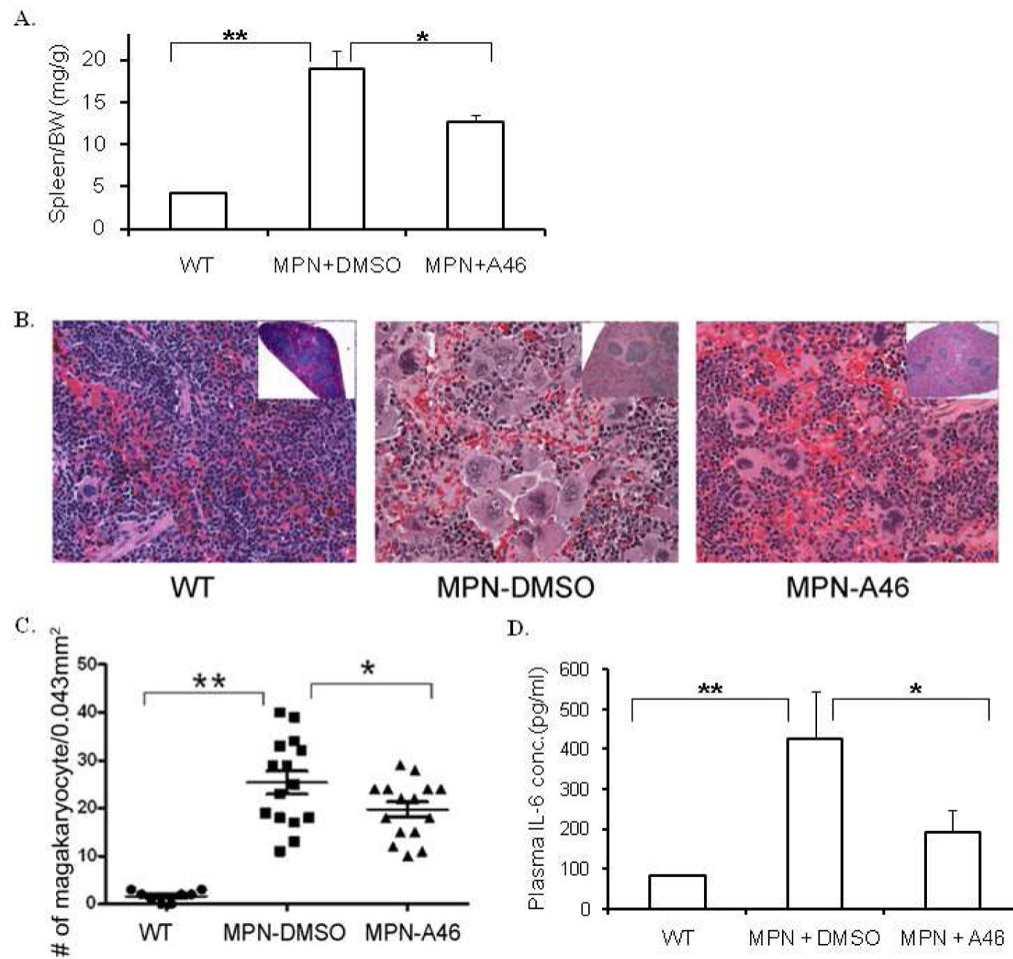 A.
Spleen/BW (mg/g)
20
15
10
5
0
**
*
WT
MPN+DMSO
MPN+A46
B.
WT
MPN-DMSO
MPN-A46
C.
# of magakaryocyte/0.043mm²
50
40
30
20
10
0
**
*
WT
MPN-DMSO
MPN-A46
D.
Plasma IL-6 conc.(pg/ml)
600
500
400
300
200
100
0
**
*
WT
MPN + DMSO
MPN + A46